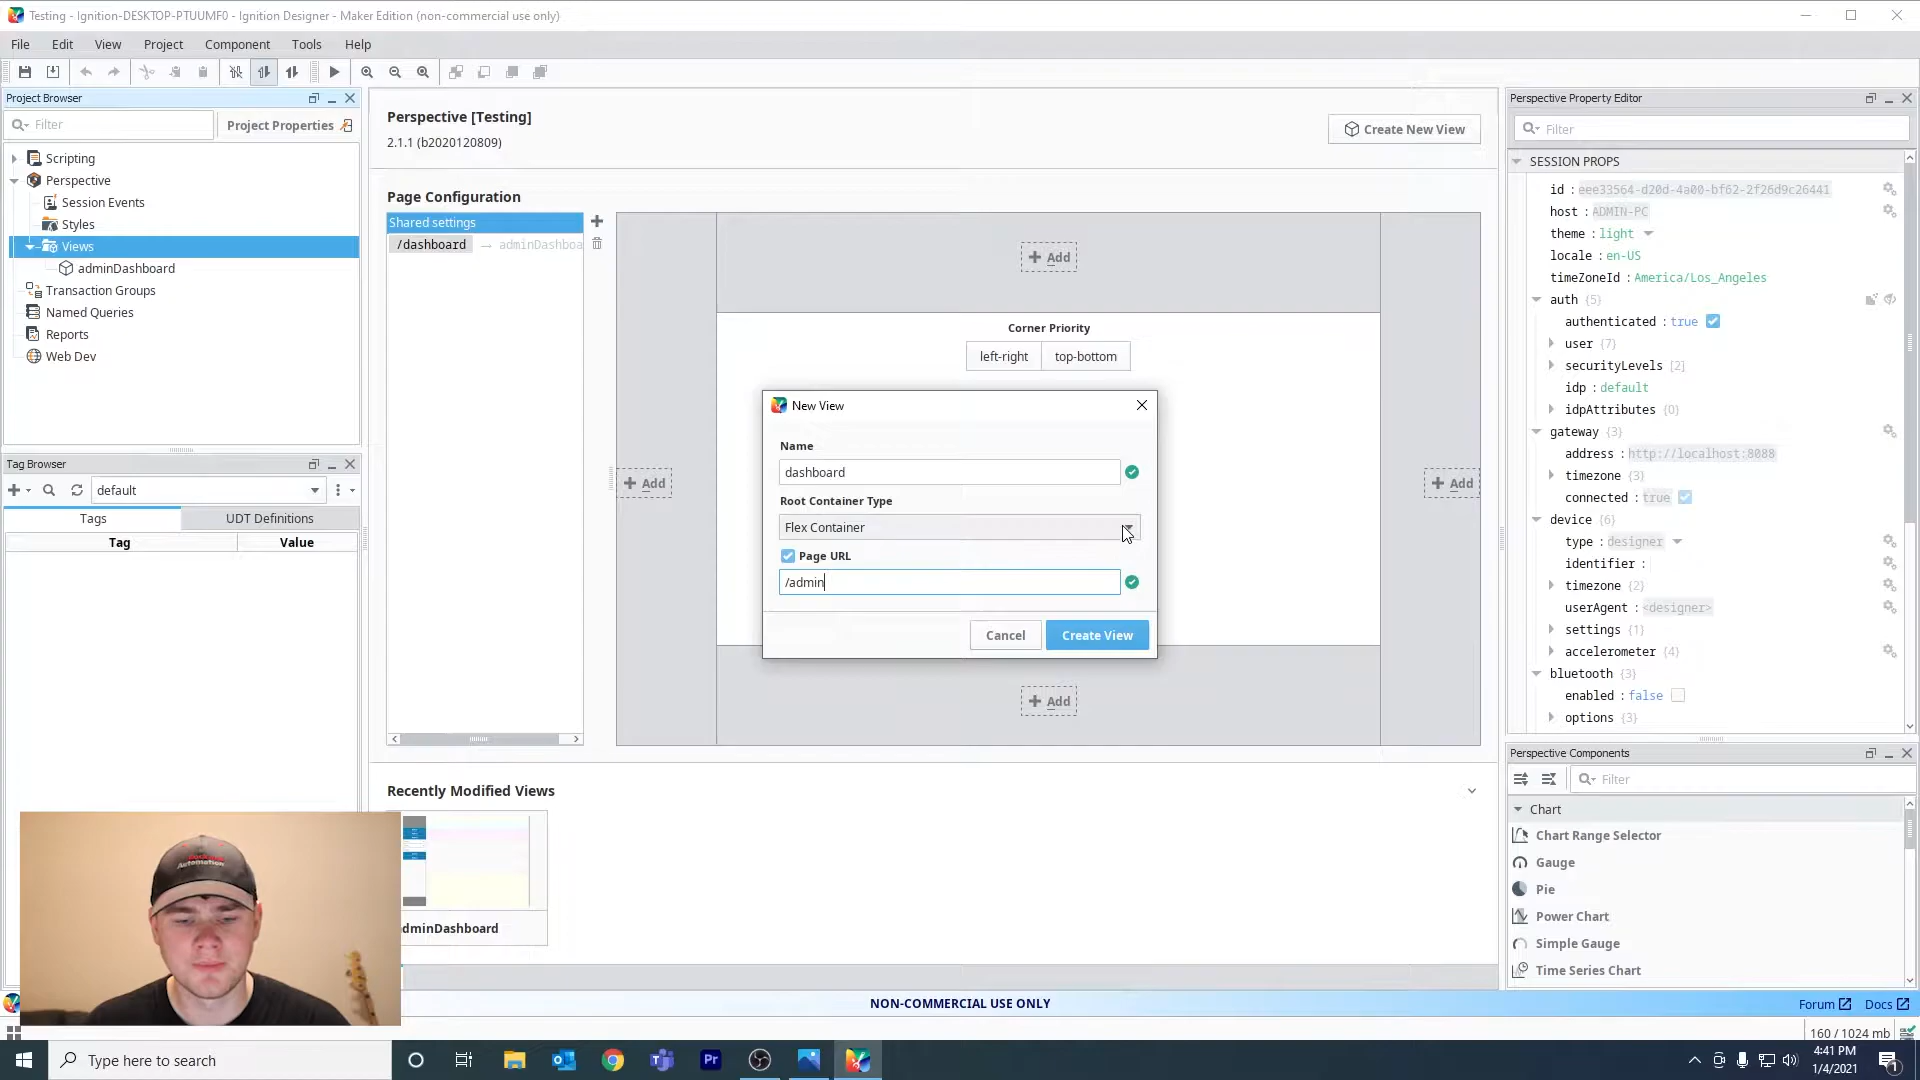 Testing - Ignition-DESKTOP-PTUUMF0 - Ignition Designer - Maker Edition (non-commercial use only)
File Edit View Project Component Tools Help
Project Browser
Filter
Project Properties
Scripting
Perspective
Session Events
Styles
Views
adminDashboard
Transaction Groups
Named Queries
Reports
Web Dev
Tag Browser
default
Tags UDT Definitions
Tag Value
Perspective [Testing]
2.1.1 (b2020120809)
Create New View
Page Configuration
Shared settings
/dashboard → adminDashboa
Add
Corner Priority
left-right top-bottom
Add
Add
Add
New View
Name
dashboard
Root Container Type
Flex Container
Page URL
/admin
Cancel Create View
Recently Modified Views
dminDashboard
Perspective Property Editor
Filter
SESSION PROPS
id : eee33564-d20d-4a00-bf62-2f26d9c26441
host : ADMIN-PC
theme : light
locale : en-US
timeZoneId : America/Los_Angeles
auth {5}
authenticated : true
user {7}
securityLevels [2]
idp : default
idpAttributes {0}
gateway {3}
address : http://localhost:8088
timezone {3}
connected : true
device {6}
type : designer
identifier :
timezone {2}
userAgent : <designer>
settings {1}
accelerometer {4}
bluetooth {3}
enabled : false
options {3}
Perspective Components
Filter
Chart
Chart Range Selector
Gauge
Pie
Power Chart
Simple Gauge
Time Series Chart
NON-COMMERCIAL USE ONLY
Forum Docs
160 / 1024 mb
Type here to search
Pr
4:41 PM
1/4/2021
1